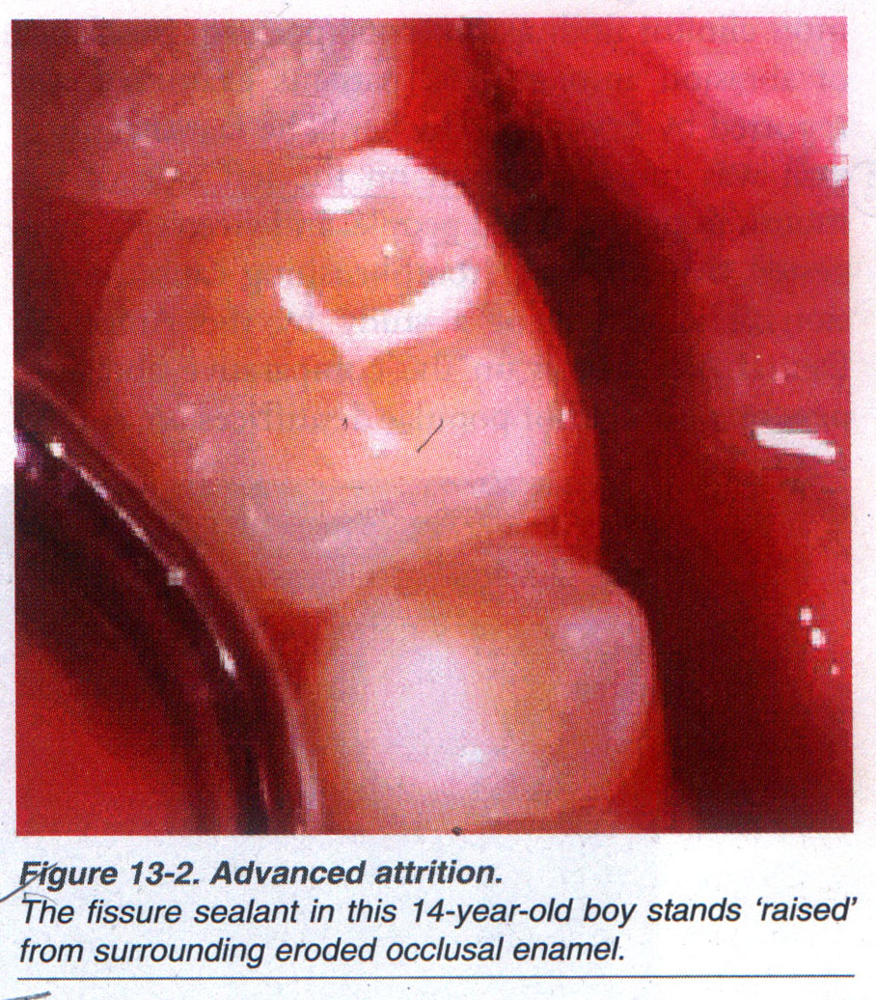 Figure 13-2. Advanced attrition.
The fissure sealant in this 14-year-old boy stands ‘raised’
from surrounding eroded occlusal enamel.